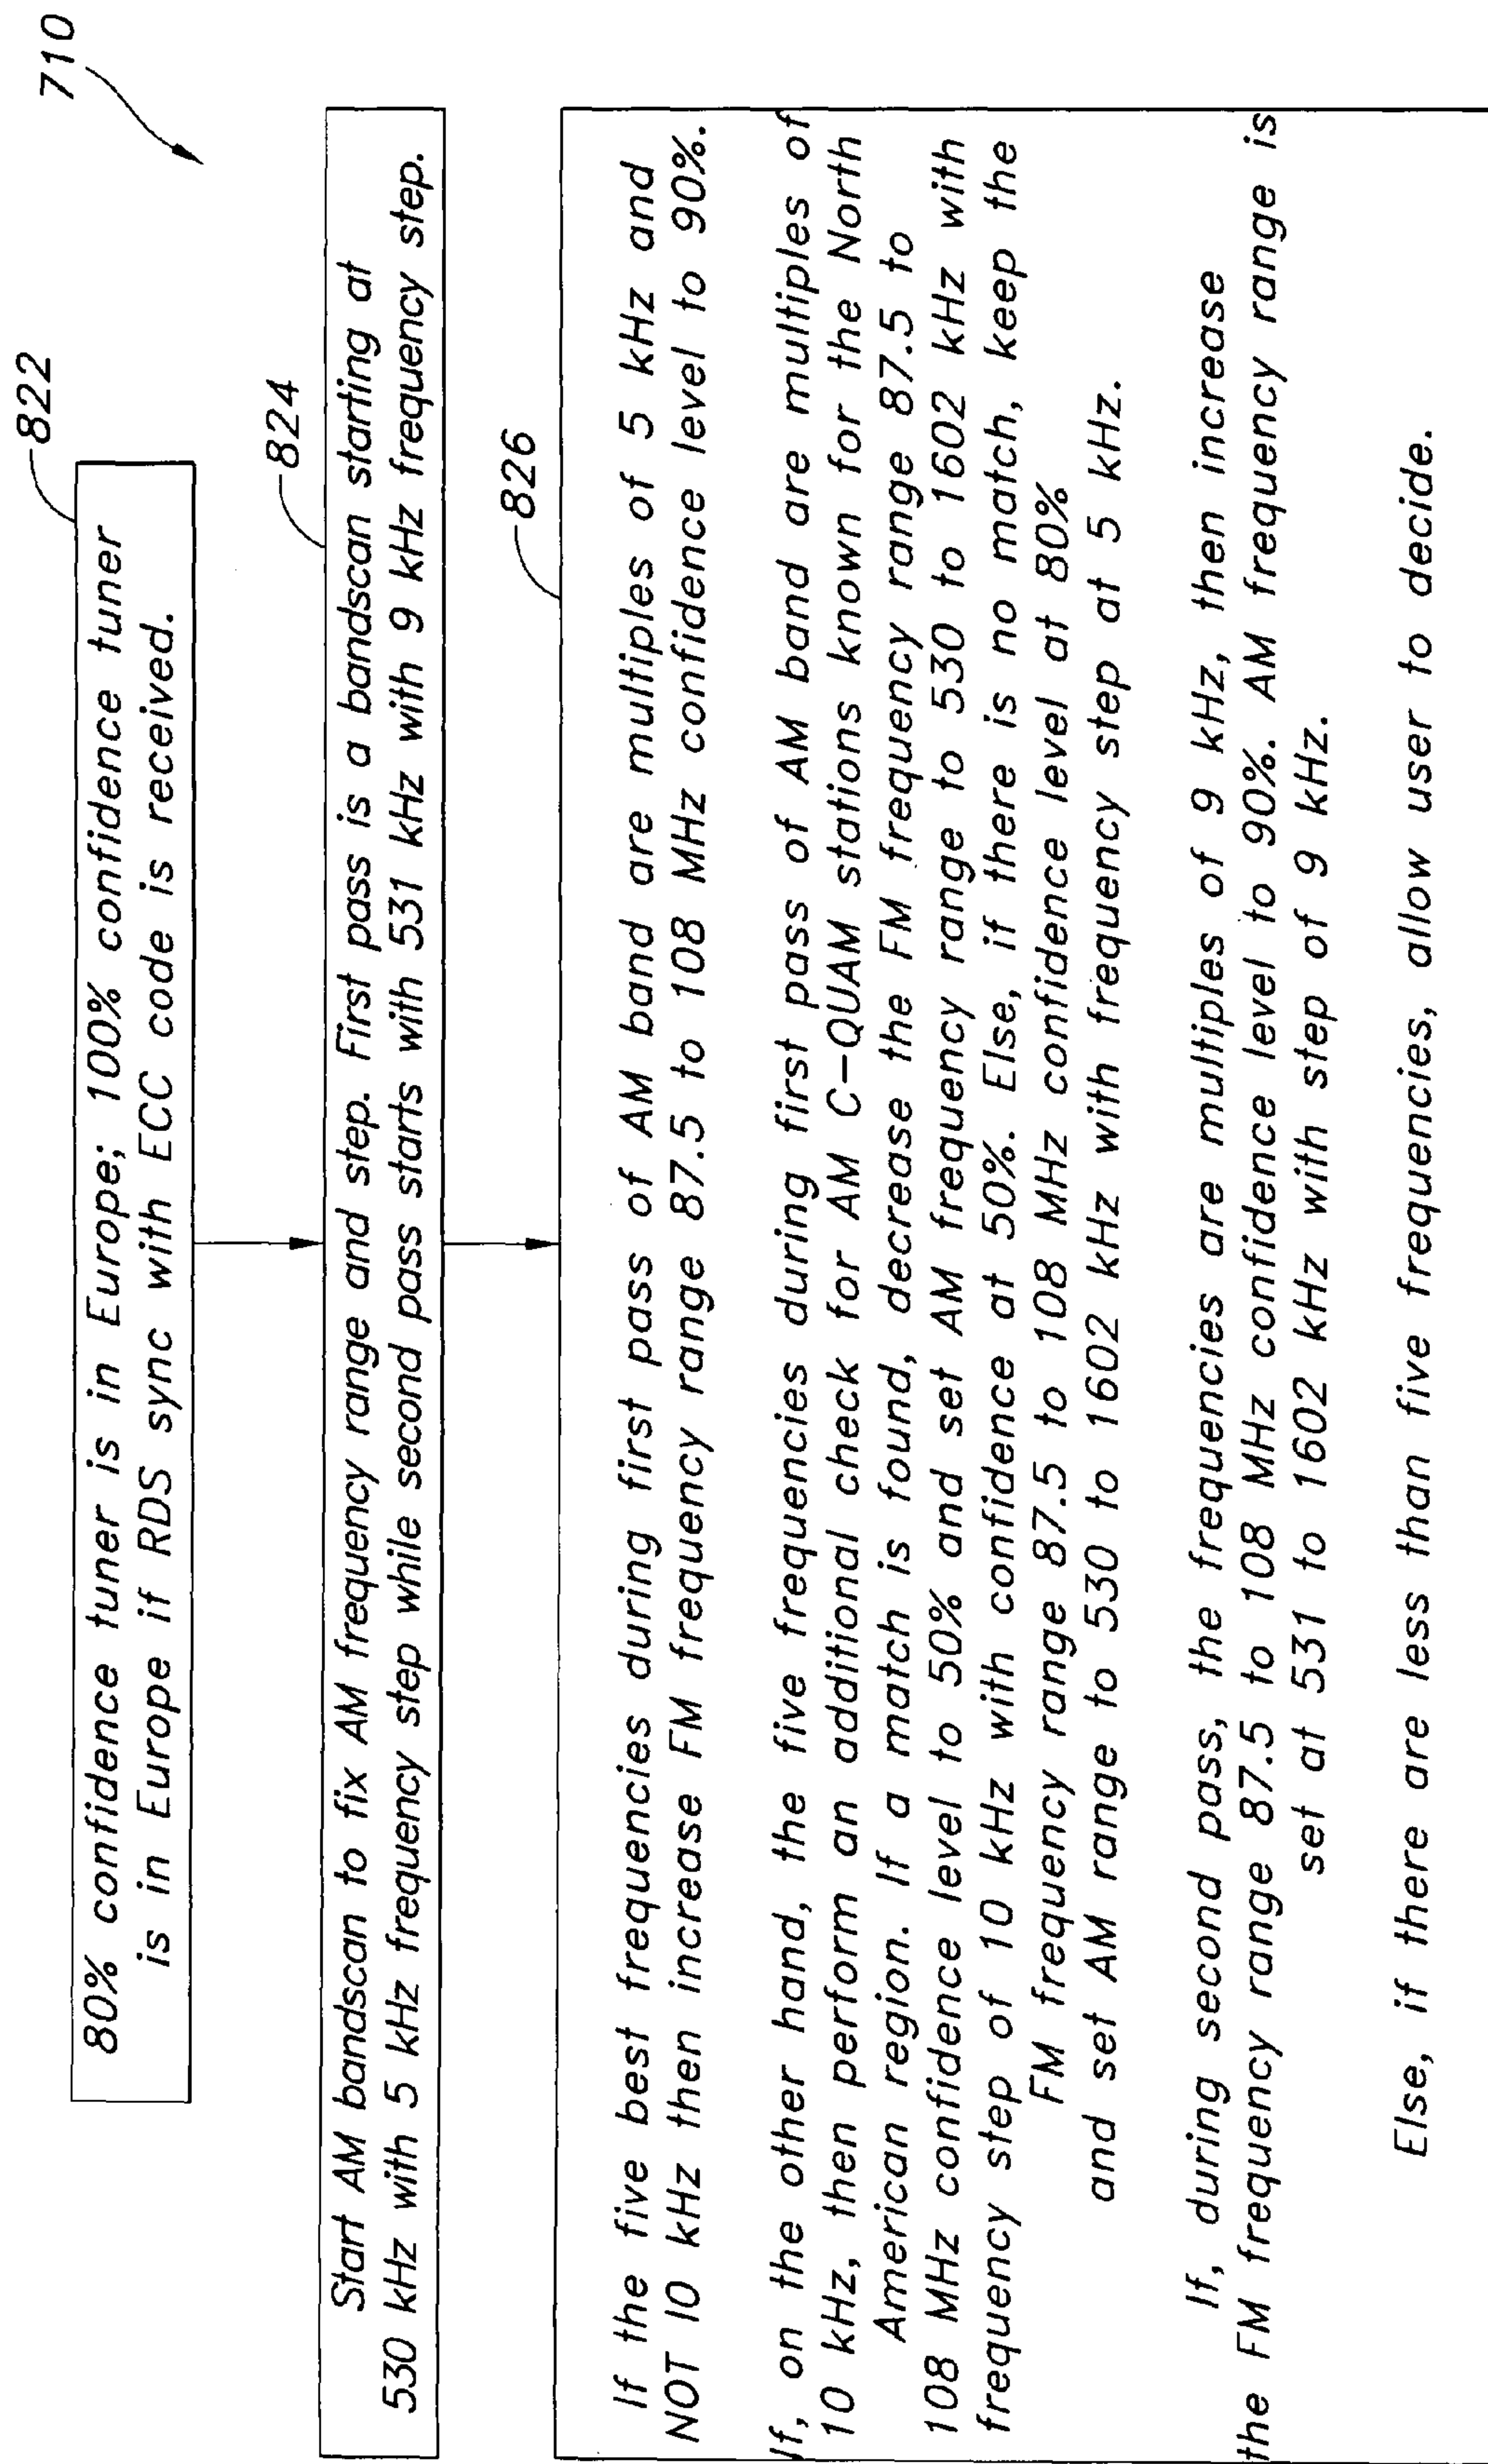 710
822
80% confidence tuner is in Europe; 100% confidence tuner
is in Europe if RDS sync with ECC code is received.
824
Start AM bandscan to fix AM frequency range and step. First pass is a bandscan starting at
530 kHz with 5 kHz frequency step while second pass starts with 531 kHz with 9 kHz frequency step.
826
If the five best frequencies during first pass of AM band are multiples of 5 kHz and
NOT 10 kHz then increase FM frequency range 87.5 to 108 MHz confidence level to 90%.
If, on the other hand, the five frequencies during first pass of AM band are multiples of
10 kHz, then perform an additional check for AM C-QUAM stations known for the North
American region. If a match is found, decrease the FM frequency range 87.5 to
108 MHz confidence level to 50% and set AM frequency range to 530 to 1602 kHz with
frequency step of 10 kHz with confidence at 50%. Else, if there is no match, keep the
FM frequency range 87.5 to 108 MHz confidence level at 80%
and set AM range to 530 to 1602 kHz with frequency step at 5 kHz.
If, during second pass, the frequencies are multiples of 9 kHz, then increase
the FM frequency range 87.5 to 108 MHz confidence level to 90%. AM frequency range is
set at 531 to 1602 kHz with step of 9 kHz.
Else, if there are less than five frequencies, allow user to decide.